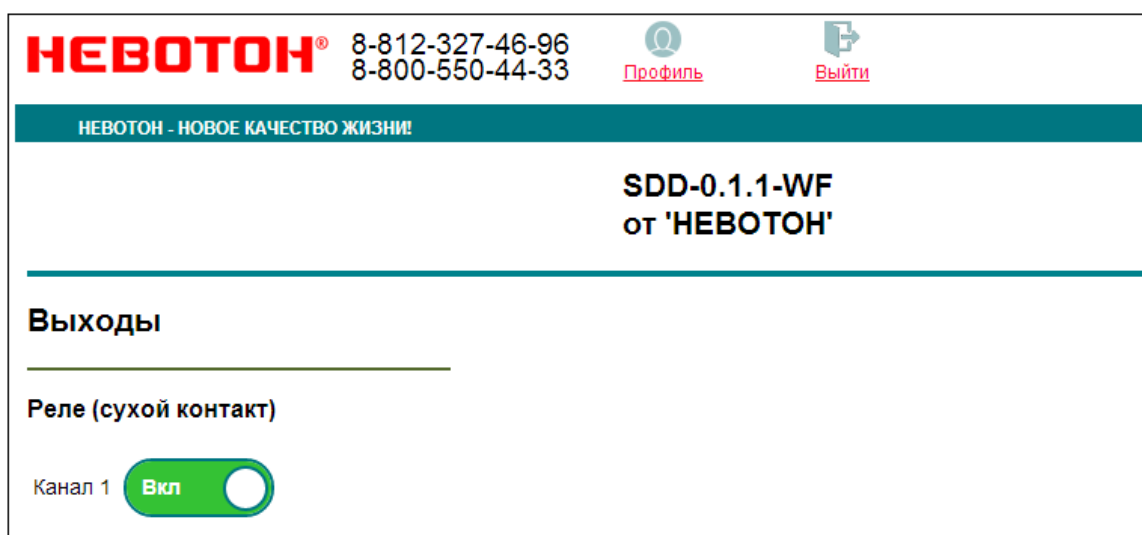 НЕВОТОН®
8-812-327-46-96
8-800-550-44-33
Профиль
Выйти
НЕВОТОН - НОВОЕ КАЧЕСТВО ЖИЗНИ!
SDD-0.1.1-WF
от 'НЕВОТОН'
Выходы
Реле (сухой контакт)
Канал 1 Вкл